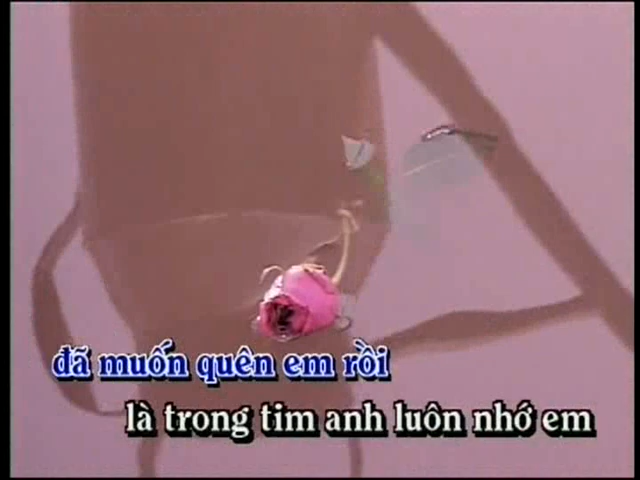 đã muốn quên em rồi
là trong tim anh luôn nhớ em